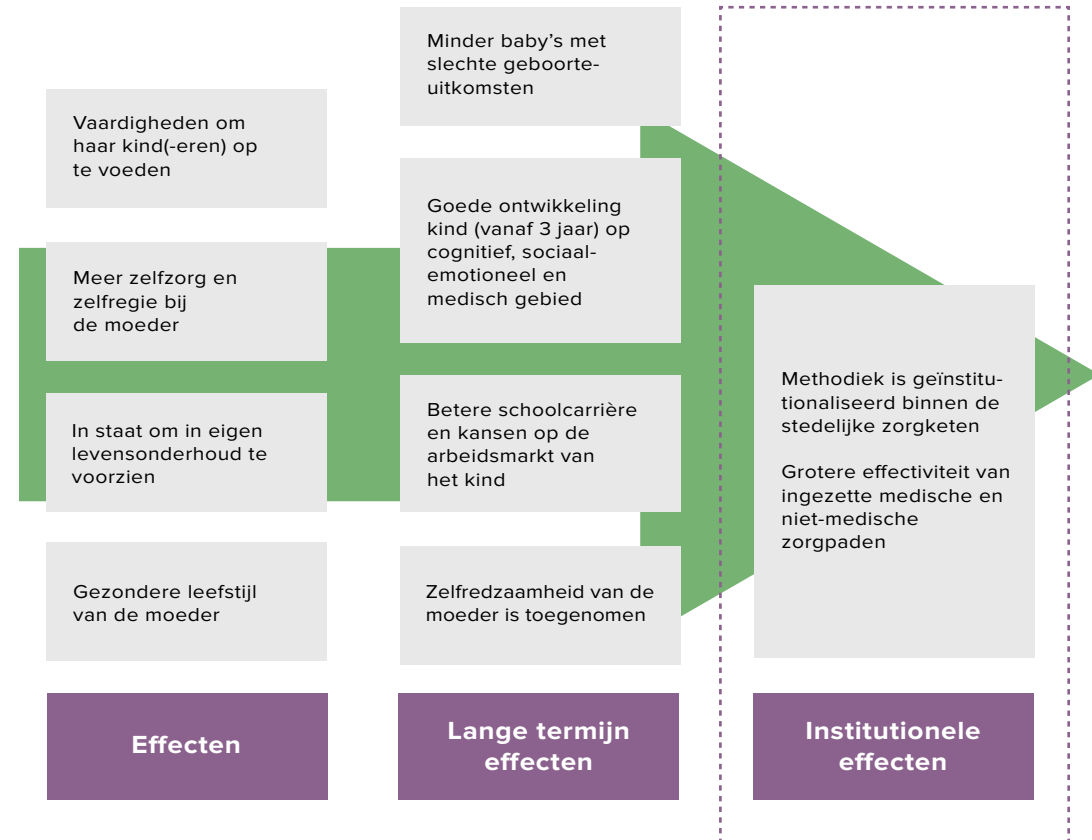 Vaardigheden om
haar kind(-eren) op
te voeden
Meer zelfzorg en
zelfregie bij
de moeder
In staat om in eigen
levensonderhoud te
voorzien
Gezondere leefstijl
van de moeder
Effecten
Minder baby’s met
slechte geboorte-
uitkomsten
Goede ontwikkeling
kind (vanaf 3 jaar) op
cognitief, sociaal-
emotioneel en
medisch gebied
Betere schoolcarrière
en kansen op de
arbeidsmarkt van
het kind
Zelfredzaamheid van de
moeder is toegenomen
Lange termijn
effecten
Methodiek is geïnstitu-
tionaliseerd binnen de
stedelijke zorgketen
Grotere effectiviteit van
ingezette medische en
niet-medische
zorgpaden
Institutionele
effecten